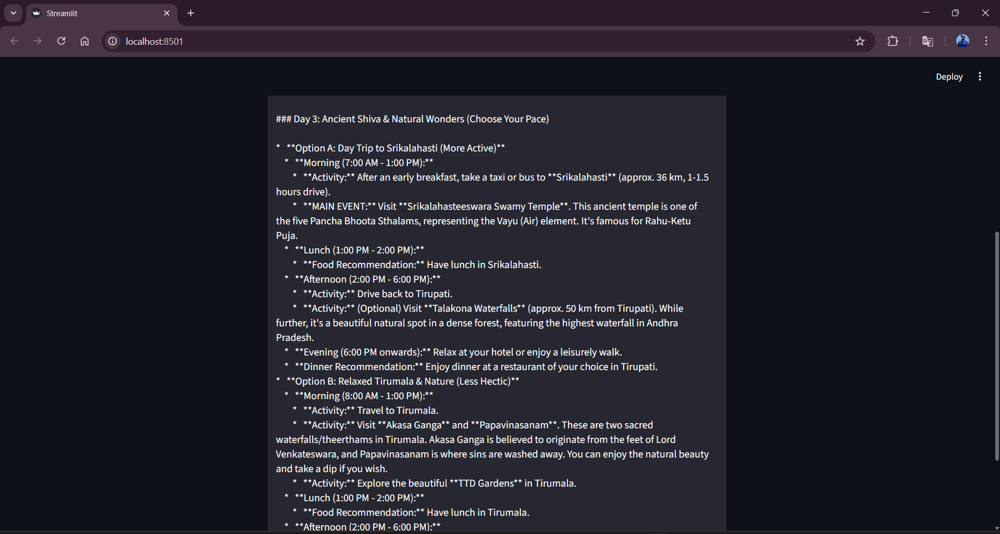 Streamlit
localhost:8501
Deploy
### Day 3: Ancient Shiva & Natural Wonders (Choose Your Pace)
* **Option A: Day Trip to Srikalahasti (More Active)**
* **Morning (7:00 AM - 1:00 PM):**
* **Activity:** After an early breakfast, take a taxi or bus to **Srikalahasti** (approx. 36 km, 1-1.5
hours drive).
* **MAIN EVENT:** Visit **Srikalahasteeswara Swamy Temple**. This ancient temple is one of
the five Pancha Bhoota Sthalams, representing the Vayu (Air) element. It's famous for Rahu-Ketu
Puja.
* **Lunch (1:00 PM - 2:00 PM):**
* **Food Recommendation:** Have lunch in Srikalahasti.
* **Afternoon (2:00 PM - 6:00 PM):**
* **Activity:** Drive back to Tirupati.
* **Activity:** (Optional) Visit **Talakona Waterfalls** (approx. 50 km from Tirupati). While
further, it's a beautiful natural spot in a dense forest, featuring the highest waterfall in Andhra
Pradesh.
* **Evening (6:00 PM onwards):** Relax at your hotel or enjoy a leisurely walk.
* **Dinner Recommendation:** Enjoy dinner at a restaurant of your choice in Tirupati.
* **Option B: Relaxed Tirumala & Nature (Less Hectic)**
* **Morning (8:00 AM - 1:00 PM):**
* **Activity:** Travel to Tirumala.
* **Activity:** Visit **Akasa Ganga** and **Papavinasanam**. These are two sacred
waterfalls/theerthams in Tirumala. Akasa Ganga is believed to originate from the feet of Lord
Venkateswara, and Papavinasanam is where sins are washed away. You can enjoy the natural beauty
and take a dip if you wish.
* **Activity:** Explore the beautiful **TTD Gardens** in Tirumala.
* **Lunch (1:00 PM - 2:00 PM):**
* **Food Recommendation:** Have lunch in Tirumala.
* **Afternoon (2:00 PM - 6:00 PM):**